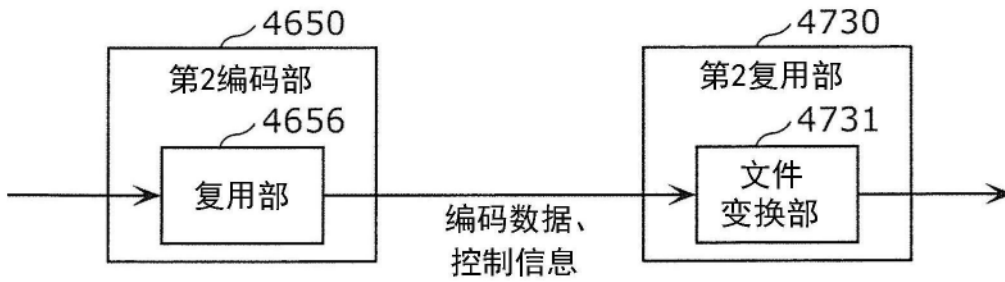 4650
4730
第2编码部
第2复用部
4656
4731
复用部
文件
变换部
编码数据、
控制信息